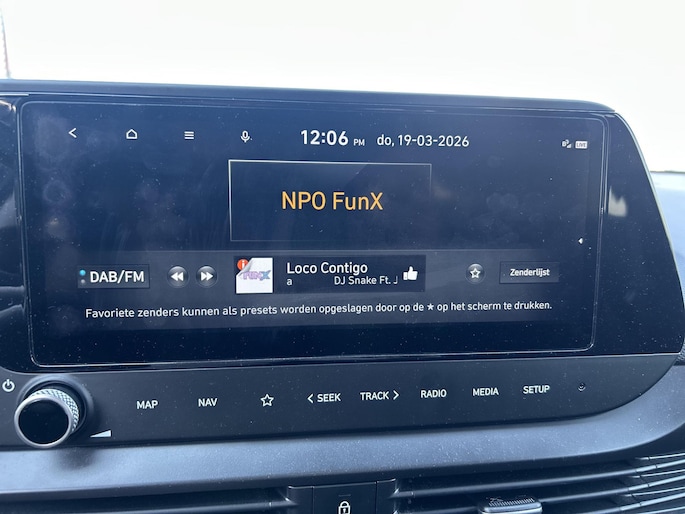 12:06 PM do, 19-03-2026
LIVE
NPO FunX
DAB/FM
FUNX
Loco Contigo
a DJ Snake Ft. J
Zenderlijst
Favoriete zenders kunnen als presets worden opgeslagen door op de ★ op het scherm te drukken.
MAP NAV SEEK TRACK RADIO MEDIA SETUP